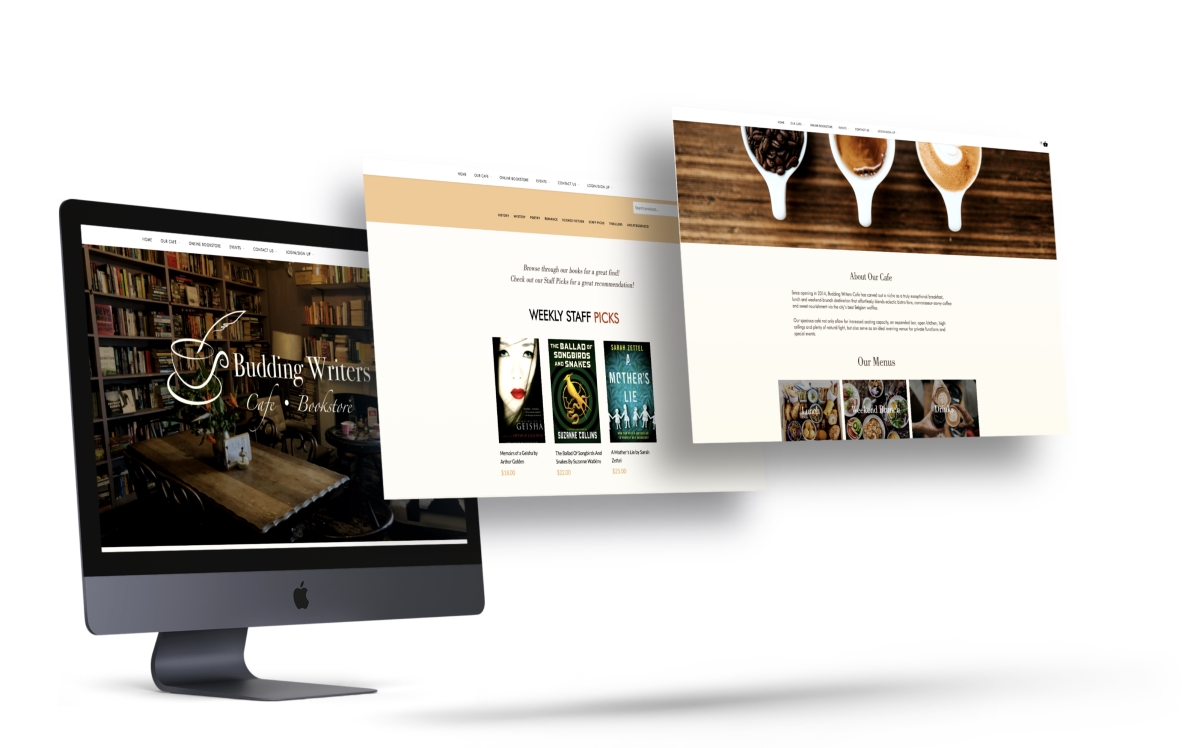 HOME OUR CAFE ONLINE BOOKSTORE EVENTS CONTACT US LOGIN/SIGN UP
Budding Writers
Cafe • Bookstore
HOME OUR CAFE ONLINE BOOKSTORE EVENTS CONTACT US LOGIN/SIGN UP
Search products...
HISTORY MYSTERY POETRY ROMANCE SCIENCE FICTION STAFF PICKS THRILLERS UNCATEGORIZED
Browse through our books for a great find!
Check out our Staff Picks for a great recommendation!
WEEKLY STAFF PICKS
GEISHA
THE BALLAD OF
SONGBIRDS
AND SNAKES
SUZANNE COLLINS
SARAH ZETTEL
A
MOTHER'S
LIE
Memoirs of a Geisha by
Arthur Golden
$18.00
The Ballad Of Songbirds And
Snakes By Suzanne Watkins
$22.00
A Mother's Lie by Sarah
Zettel
$25.00
HOME OUR CAFE ONLINE BOOKSTORE EVENTS CONTACT US LOGIN/SIGN UP
About Our Cafe
Since opening in 2016, Budding Writers Cafe has carved out a niche as a truly exceptional breakfast,
lunch and weekend brunch destination that effortlessly blends eclectic bistro fare, connoisseur-savvy coffee
and sweet nourishment via the city's best Belgium waffles.
Our spacious cafe not only allow for increased seating capacity, an expanded bar, open kitchen, high
ceilings and plenty of natural light, but also serve as an ideal evening venue for private functions and
special events.
Our Menus
Lunch
Weekend Brunch
Drinks